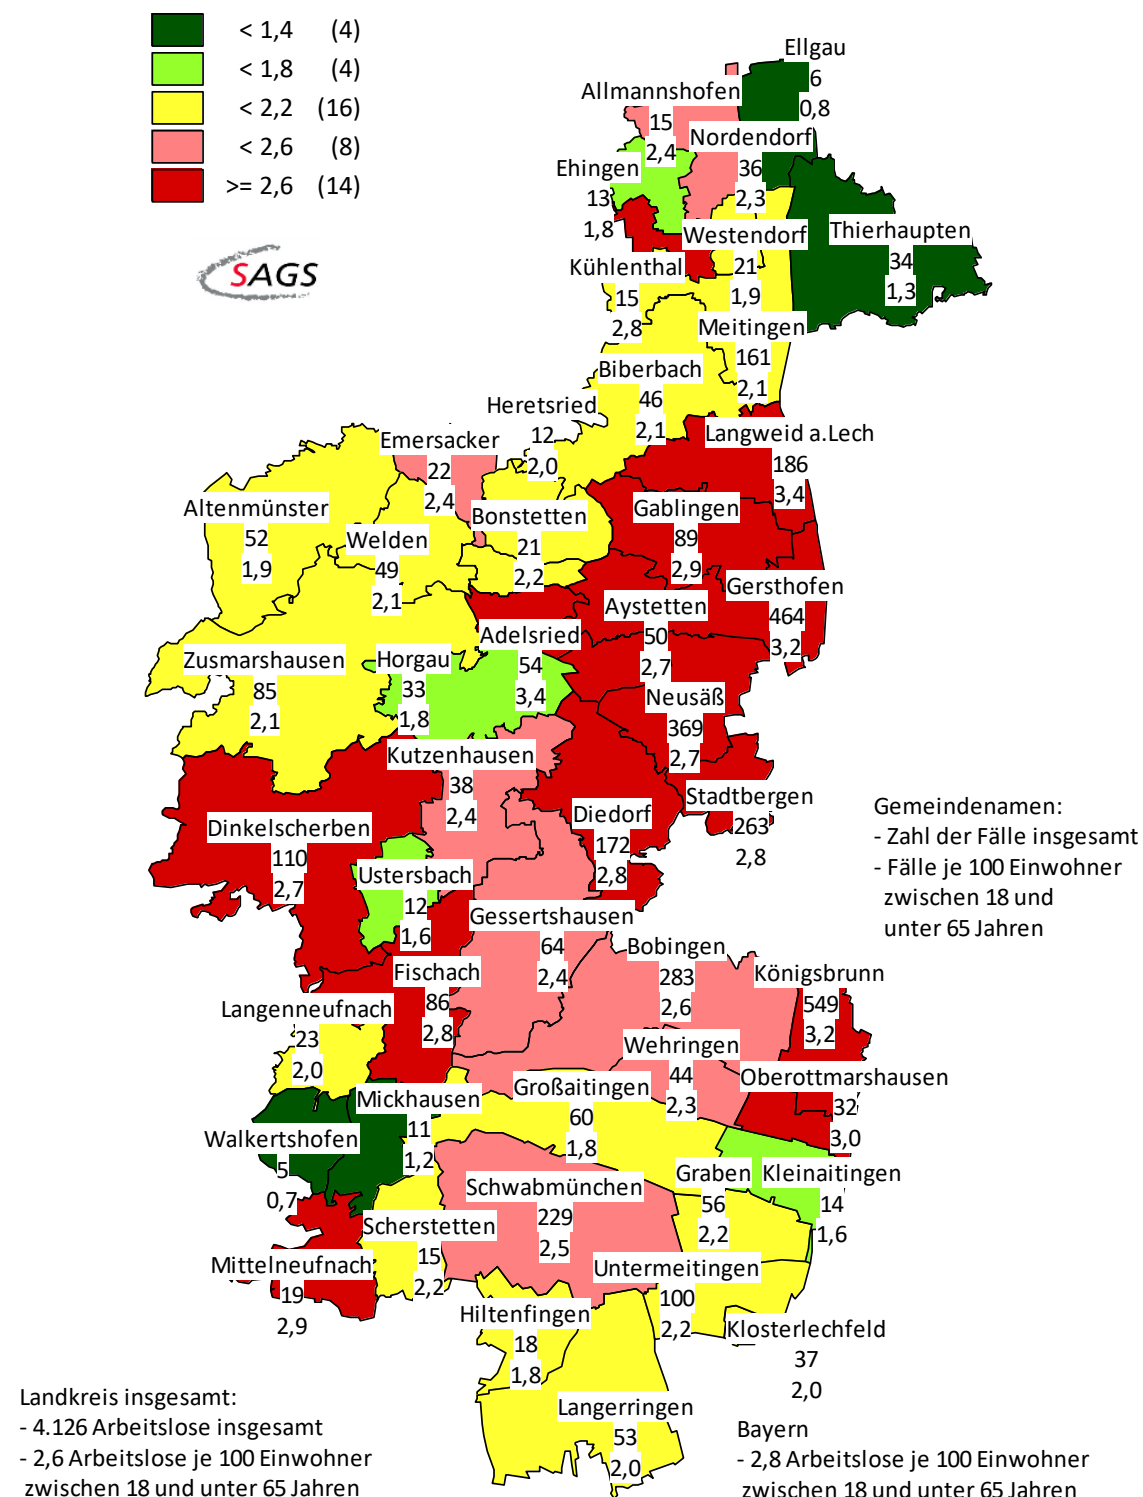 < 1,4 (4)
< 1,8 (4)
< 2,2 (16)
< 2,6 (8)
>= 2,6 (14)
SAGS
Ellgau
6
0,8
Allmannshofen
15
2,4
Nordendorf
36
2,3
Ehingen
13
1,8
Westendorf
21
1,9
Thierhaupten
34
1,3
Kühlenthal
15
2,8
Meitingen
161
2,1
Biberbach
46
2,1
Heretsried
12
2,0
Langweid a.Lech
186
3,4
Emersacker
22
2,4
Altenmünster
52
1,9
Welden
49
2,1
Bonstetten
21
2,2
Gablingen
89
2,9
Gersthofen
464
3,2
Aystetten
50
2,7
Adelsried
54
3,4
Zusmarshausen
85
2,1
Horgau
33
1,8
Neusäß
369
2,7
Kutzenhausen
38
2,4
Stadtbergen
263
2,8
Diedorf
172
2,8
Dinkelscherben
110
2,7
Ustersbach
12
1,6
Gemeindenamen:
- Zahl der Fälle insgesamt
- Fälle je 100 Einwohner
zwischen 18 und
unter 65 Jahren
Gessertshausen
64
2,4
Bobingen
283
2,6
Fischach
86
2,8
Königsbrunn
549
3,2
Langenneufnach
23
2,0
Wehringen
44
2,3
Oberottmarshausen
32
3,0
Mickhausen
11
1,2
Großaitingen
60
1,8
Walkertshofen
5
0,7
Schwabmünchen
229
2,5
Graben
56
2,2
Kleinaitingen
14
1,6
Scherstetten
15
2,2
Mittelneufnach
19
2,9
Untermeitingen
100
2,2
Hiltenfingen
18
1,8
Klosterlechfeld
37
2,0
Langerringen
53
2,0
Landkreis insgesamt:
- 4.126 Arbeitslose insgesamt
- 2,6 Arbeitslose je 100 Einwohner
zwischen 18 und unter 65 Jahren
Bayern
- 2,8 Arbeitslose je 100 Einwohner
zwischen 18 und unter 65 Jahren